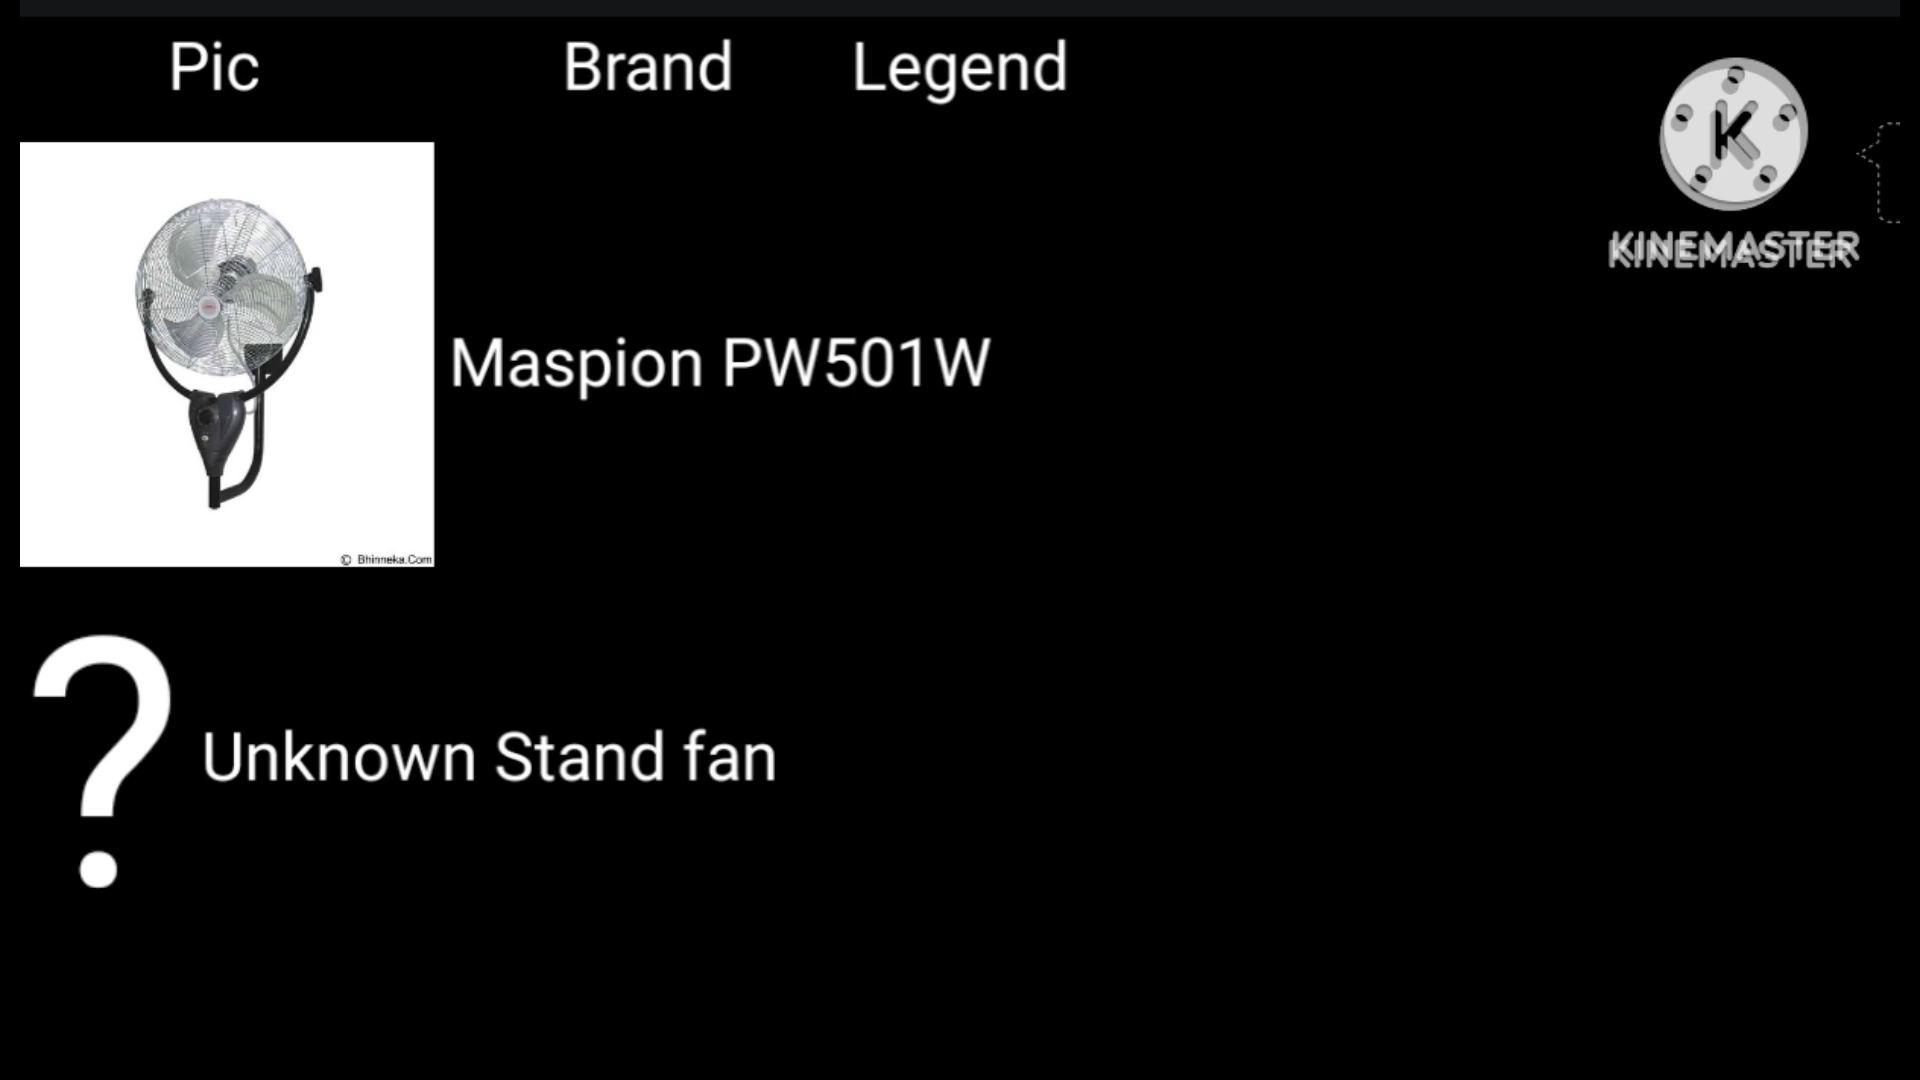 Pic Brand Legend
K
KINEMASTER
Maspion PW501W
© Bhinneka.Com
?
Unknown Stand fan